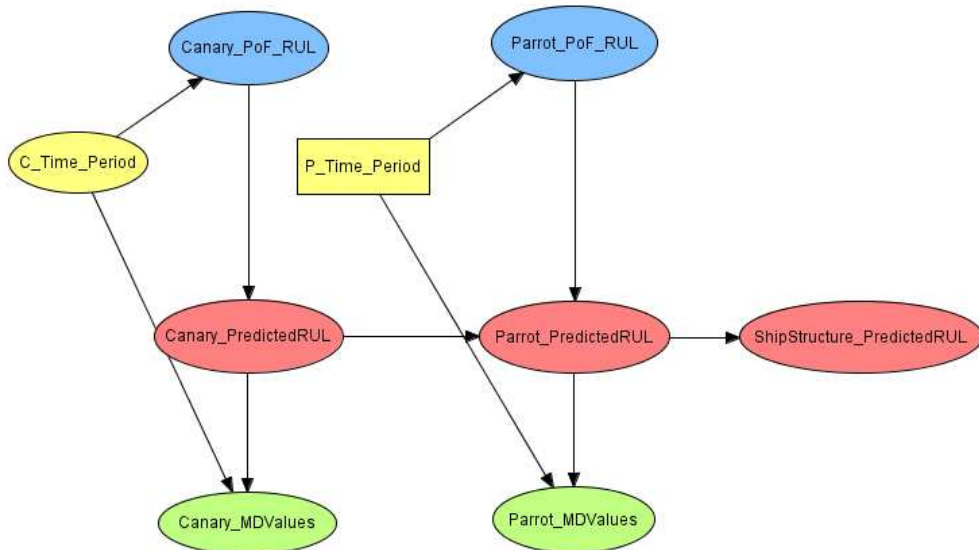 Canary_PoF_RUL
Parrot_PoF_RUL
C_Time_Period
P_Time_Period
Canary_PredictedRUL
Parrot_PredictedRUL
ShipStructure_PredictedRUL
Canary_MDValues
Parrot_MDValues